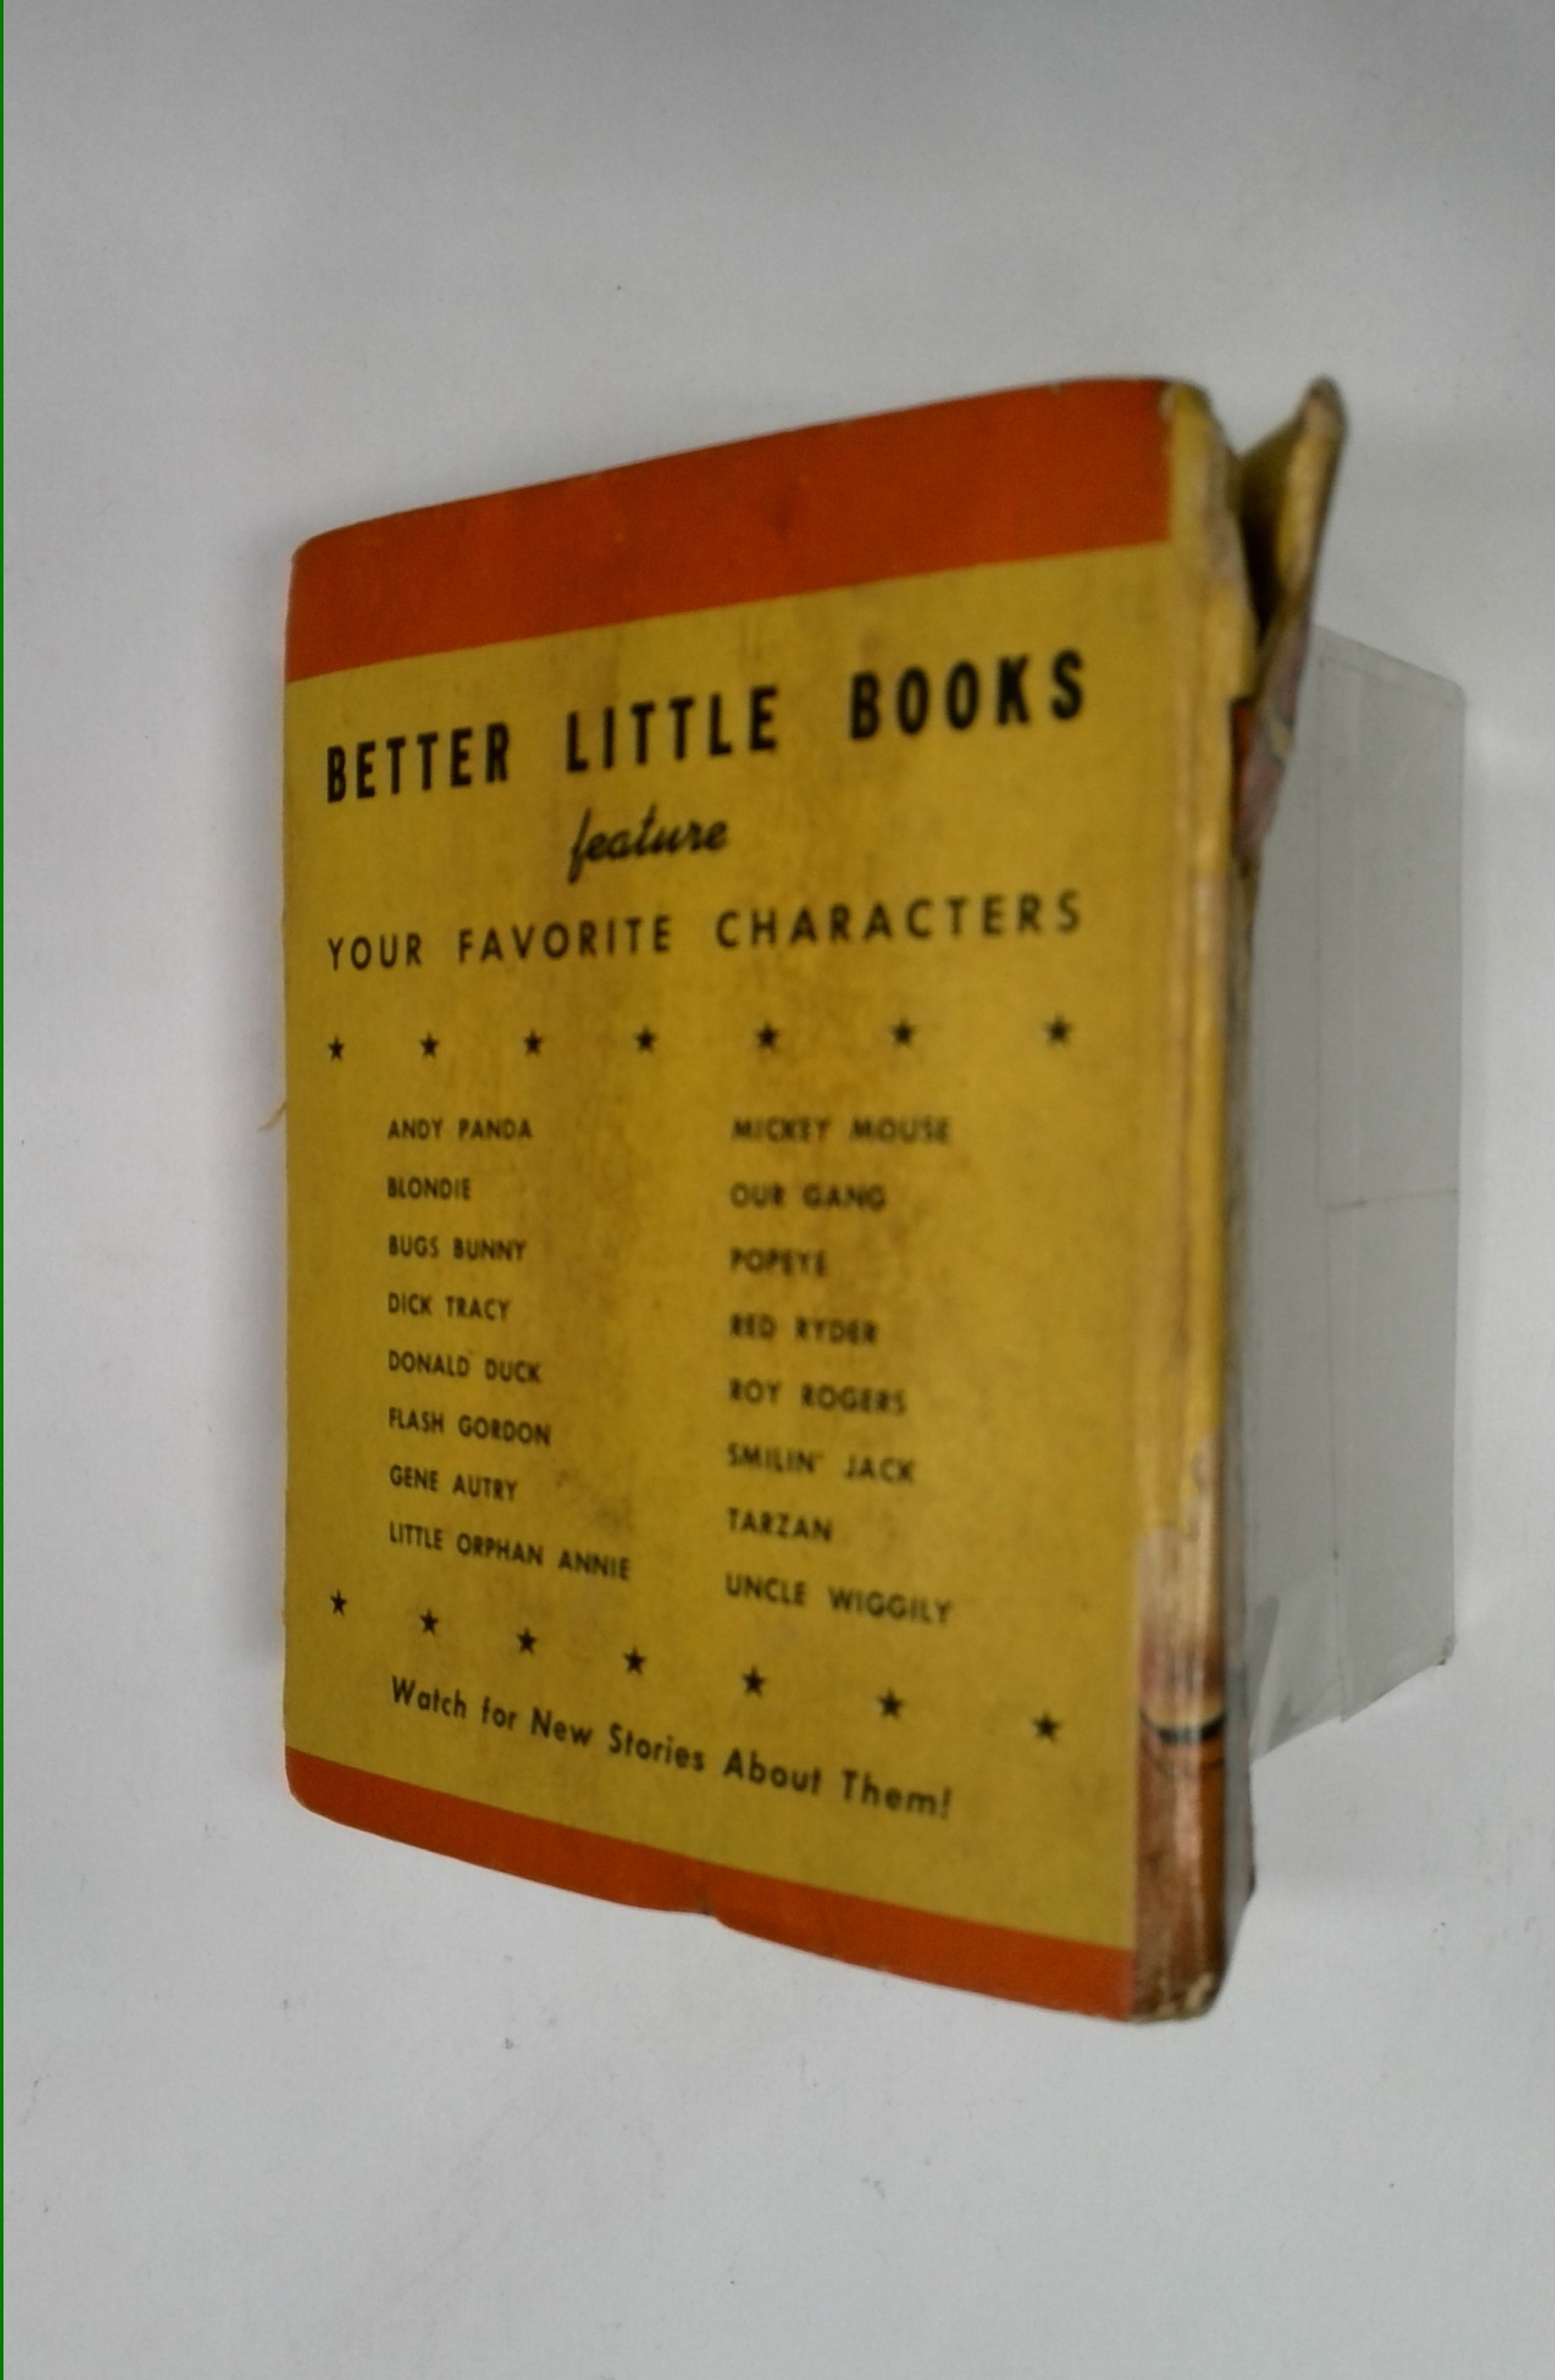 BETTER LITTLE BOOKS
feature
YOUR FAVORITE CHARACTERS
ANDY PANDA
BLONDIE
BUGS BUNNY
DICK TRACY
DONALD DUCK
FLASH GORDON
GENE AUTRY
LITTLE ORPHAN ANNIE
MICKEY MOUSE
OUR GANG
POPEYE
RED RYDER
ROY ROGERS
SMILIN' JACK
TARZAN
UNCLE WIGGILY
Watch for New Stories About Them!